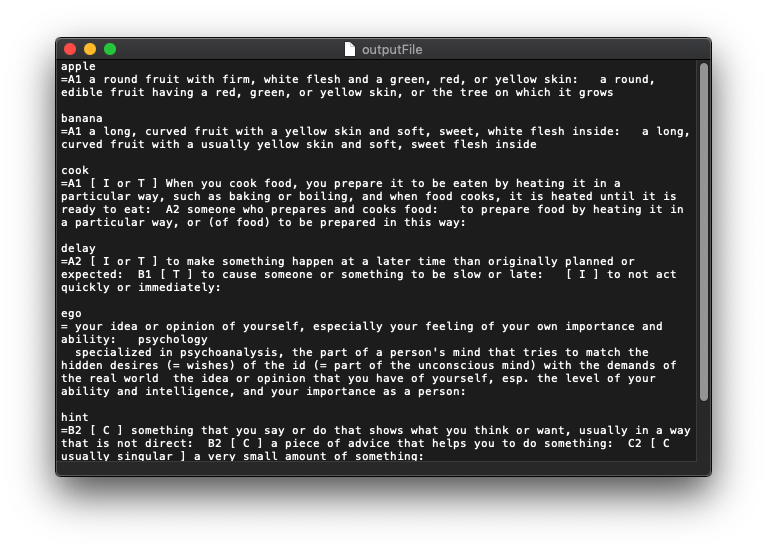 outputFile
apple
=A1 a round fruit with firm, white flesh and a green, red, or yellow skin:   a round,
edible fruit having a red, green, or yellow skin, or the tree on which it grows
banana
=A1 a long, curved fruit with a yellow skin and soft, sweet, white flesh inside:   a long,
curved fruit with a usually yellow skin and soft, sweet flesh inside
cook
=A1 [ I or T ] When you cook food, you prepare it to be eaten by heating it in a
particular way, such as baking or boiling, and when food cooks, it is heated until it is
ready to eat:  A2 someone who prepares and cooks food:   to prepare food by heating it in
a particular way, or (of food) to be prepared in this way:
delay
=A2 [ I or T ] to make something happen at a later time than originally planned or
expected:  B1 [ T ] to cause someone or something to be slow or late:   [ I ] to not act
quickly or immediately:
ego
= your idea or opinion of yourself, especially your feeling of your own importance and
ability:   psychology
  specialized in psychoanalysis, the part of a person's mind that tries to match the
hidden desires (= wishes) of the id (= part of the unconscious mind) with the demands of
the real world  the idea or opinion that you have of yourself, esp. the level of your
ability and intelligence, and your importance as a person:
hint
=B2 [ C ] something that you say or do that shows what you think or want, usually in a way
that is not direct:  B2 [ C ] a piece of advice that helps you to do something:  C2 [ C
usually singular ] a very small amount of something: